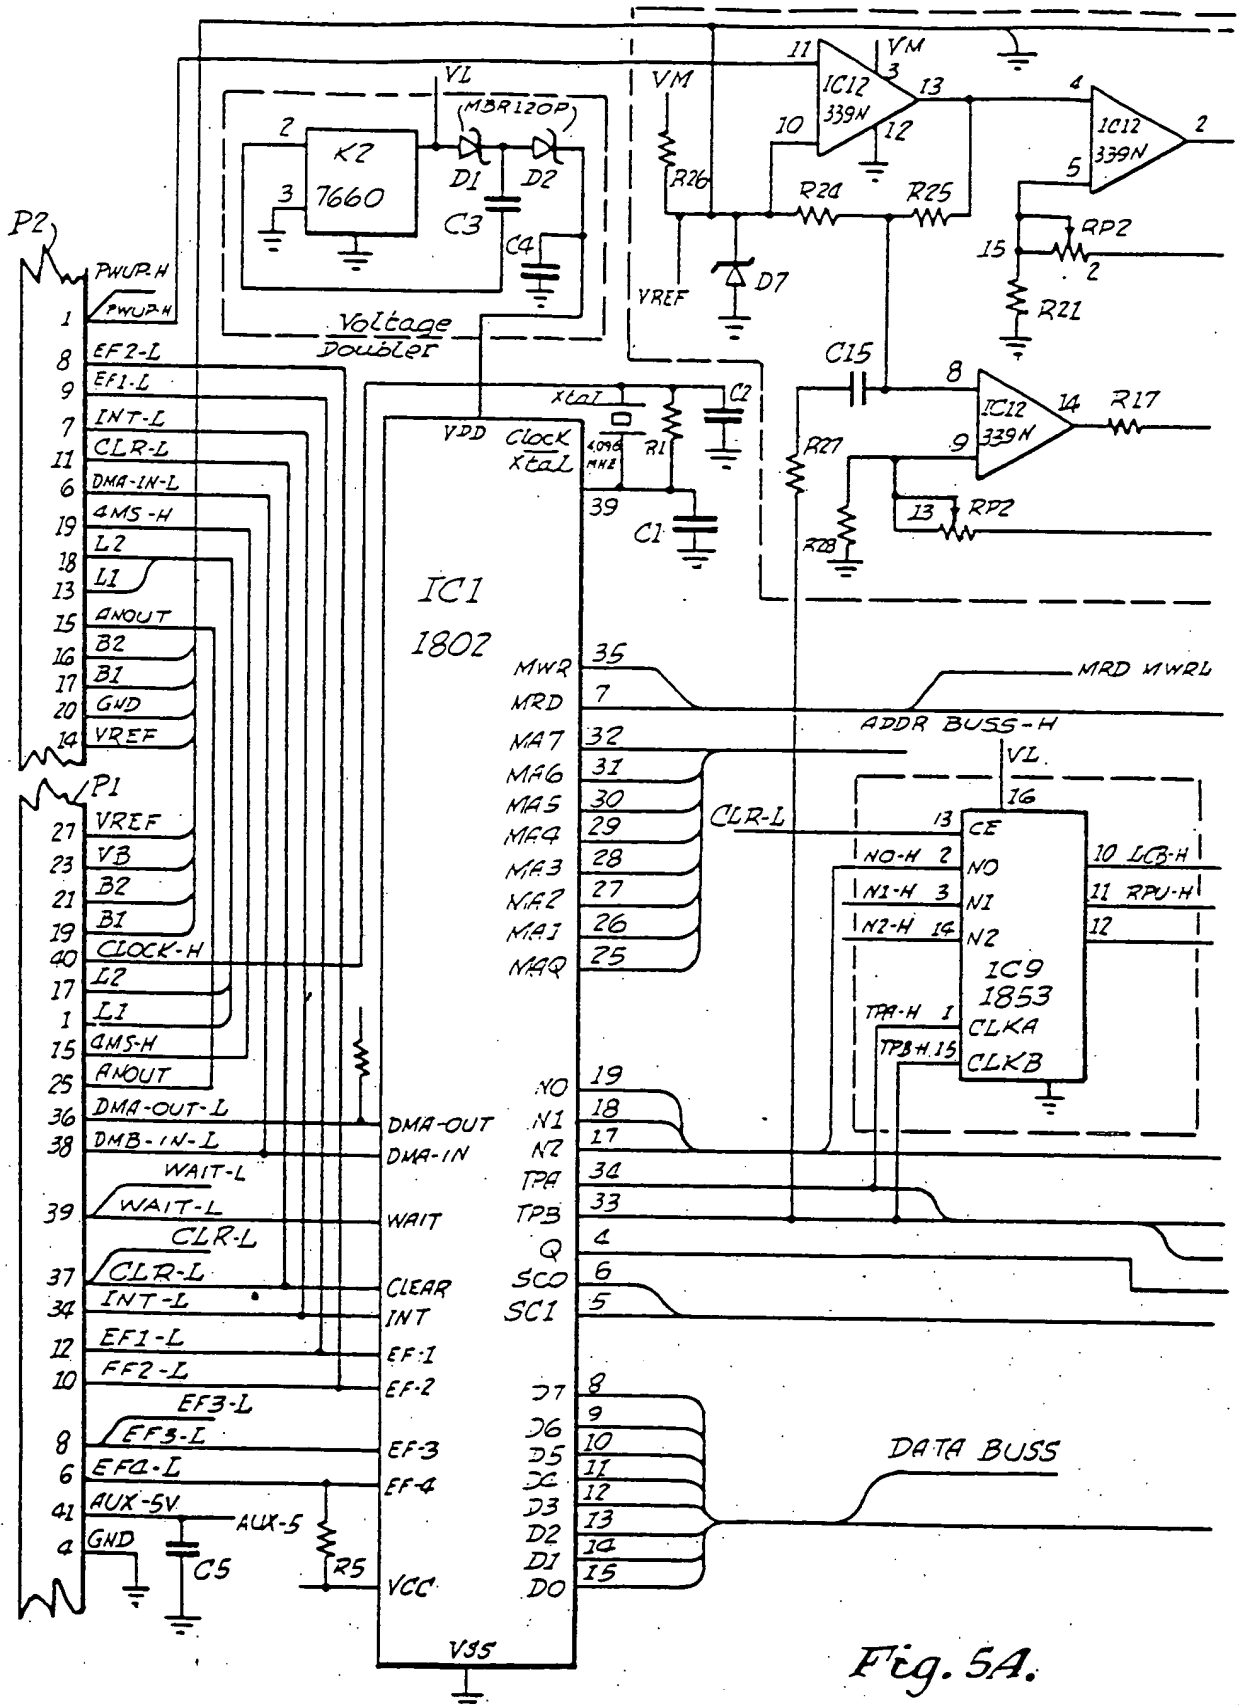 VM
11
3
IC12
339N
13
10
12
4
IC12
339N
2
5
VL
MBR120P
VM
2
K2
7660
3
D1
D2
C3
C4
R26
R24
R25
RP2
15
2
VREF
D7
R21
Voltage
Doubler
P2
PWUP-H
1 PWUP-H
8 EF2-L
9 EF1-L
7 INT-L
11 CLR-L
6 DMA-IN-L
19 4MS-H
18 L2
13 L1
15 ANOUT
16 B2
17 B1
20 GND
14 VREF
P1
27 VREF
23 VB
21 B2
19 B1
40 CLOCK-H
17 L2
1 L1
15 4MS-H
25 ANOUT
36 DMA-OUT-L
38 DMB-IN-L
WAIT-L
39 WAIT-L
CLR-L
37 CLR-L
34 INT-L
12 EF1-L
10 FF2-L
EF3-L
8 EF3-L
6 EF4-L
41 AUX-5V
AUX-5
4 GND
C5
R5
VDD
CLOCK
Xtal
39
Xtal
4.096
MHZ
R1
C2
C1
C15
R27
8
IC12
339N
14
R17
9
13
RP2
R28
IC1
1802
DMA-OUT
DMA-IN
WAIT
CLEAR
INT
EF-1
EF-2
EF-3
EF-4
VCC
VSS
MWR 35
MRD 7
MRD MWRL
ADDR BUSS-H
MA7 32
MA6 31
MA5 30
MA4 29
MA3 28
MA2 27
MA1 26
MAQ 25
N0 19
N1 18
N2 17
TPA 34
TPB 33
Q 4
SC0 6
SC1 5
D7 8
D6 9
D5 10
11
D3 12
D2 13
D1 14
D0 15
DATA BUSS
VL
16
CLR-L 13 CE
N0-H 2 N0
N1-H 3 N1
N2-H 14 N2
10 LCB-H
11 RPU-H
12
IC9
1853
TPA-H 1 CLKA
TPB-H 15 CLKB
Fig. 5A.